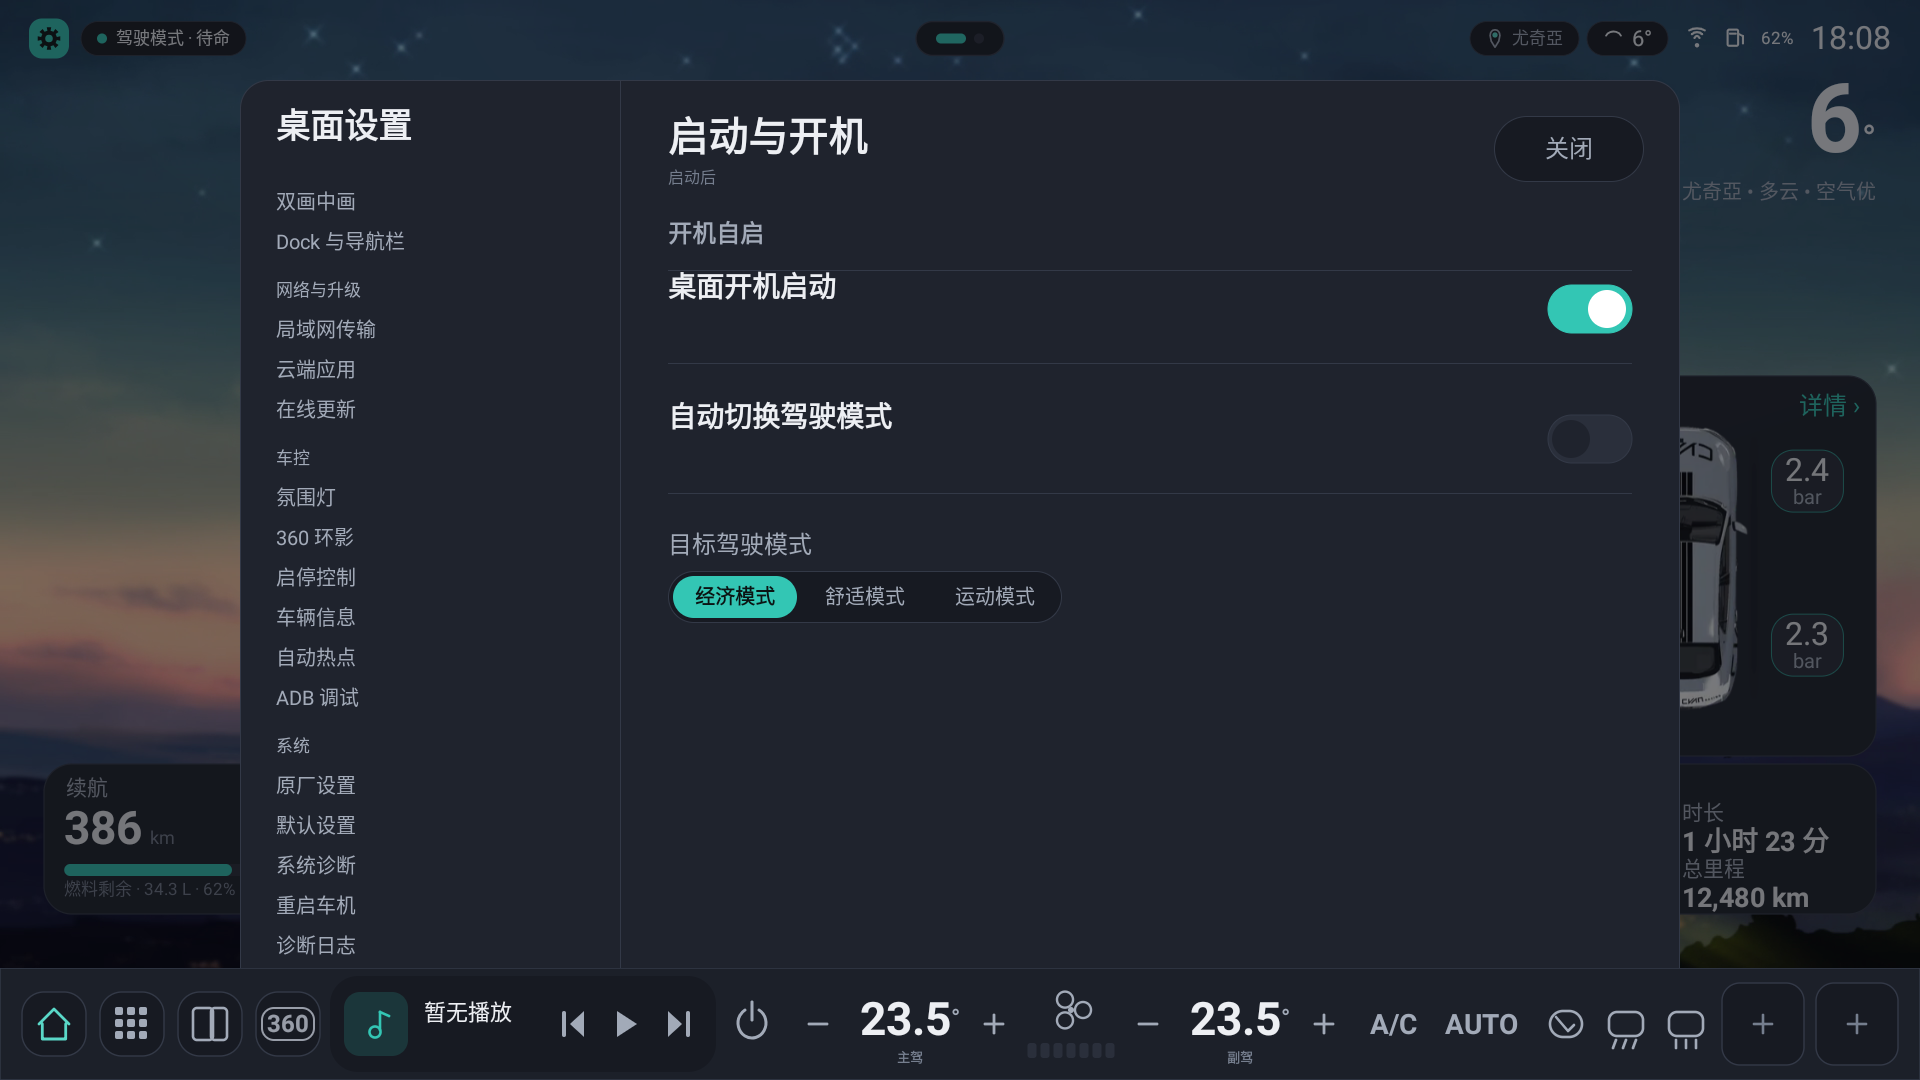 驾驶模式 · 待命
尤奇亞
6°
62%
18:08
6°
尤奇亞 • 多云 • 空气优
桌面设置
双画中画
Dock 与导航栏
网络与升级
局域网传输
云端应用
在线更新
车控
氛围灯
360 环影
启停控制
车辆信息
自动热点
ADB 调试
系统
原厂设置
默认设置
系统诊断
重启车机
诊断日志
启动与开机
启动后
关闭
开机自启
桌面开机启动
自动切换驾驶模式
目标驾驶模式
经济模式
舒适模式
运动模式
详情 ›
2.4
bar
2.3
bar
续航
386 km
燃料剩余 · 34.3 L · 62%
时长
1 小时 23 分
总里程
12,480 km
360
暂无播放
− 23.5° +
主驾
− 23.5° +
副驾
A/C
AUTO
+
+